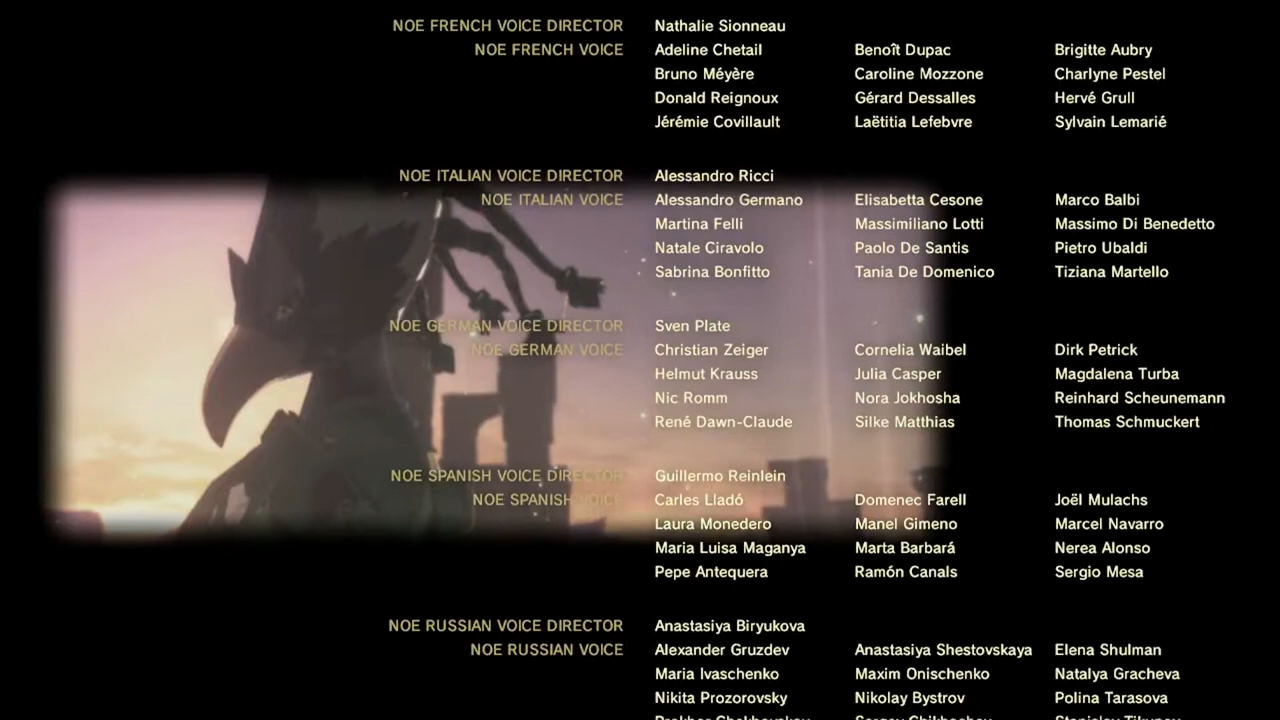 NOE FRENCH VOICE DIRECTOR Nathalie Sionneau
NOE FRENCH VOICE Adeline Chetail Benoît Dupac Brigitte Aubry
Bruno Méyère Caroline Mozzone Charlyne Pestel
Donald Reignoux Gérard Dessalles Hervé Grull
Jérémie Covillault Laëtitia Lefebvre Sylvain Lemarié
NOE ITALIAN VOICE DIRECTOR Alessandro Ricci
NOE ITALIAN VOICE Alessandro Germano Elisabetta Cesone Marco Balbi
Martina Felli Massimiliano Lotti Massimo Di Benedetto
Natale Ciravolo Paolo De Santis Pietro Ubaldi
Sabrina Bonfitto Tania De Domenico Tiziana Martello
NOE GERMAN VOICE DIRECTOR Sven Plate
NOE GERMAN VOICE Christian Zeiger Cornelia Waibel Dirk Petrick
Helmut Krauss Julia Casper Magdalena Turba
Nic Romm Nora Jokhosha Reinhard Scheunemann
René Dawn-Claude Silke Matthias Thomas Schmuckert
NOE SPANISH VOICE DIRECTOR Guillermo Reinlein
NOE SPANISH VOICE Carles Lladó Domenec Farell Joël Mulachs
Laura Monedero Manel Gimeno Marcel Navarro
Maria Luisa Maganya Marta Barbará Nerea Alonso
Pepe Antequera Ramón Canals Sergio Mesa
NOE RUSSIAN VOICE DIRECTOR Anastasiya Biryukova
NOE RUSSIAN VOICE Alexander Gruzdev Anastasiya Shestovskaya Elena Shulman
Maria Ivaschenko Maxim Onischenko Natalya Gracheva
Nikita Prozorovsky Nikolay Bystrov Polina Tarasova